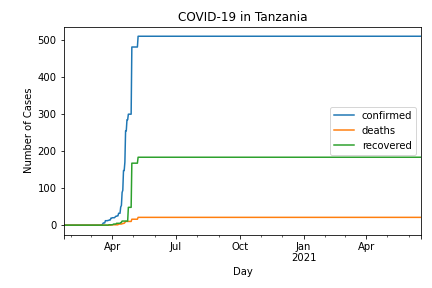 COVID-19 in Tanzania
Number of Cases
500
400
300
200
100
0
confirmed
deaths
recovered
Apr
Jul
Oct
Jan
2021
Apr
Day